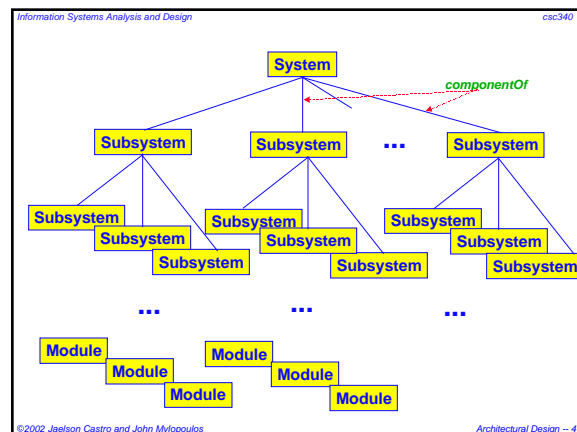 Information Systems Analysis and Design csc340
System
componentOf
Subsystem Subsystem ... Subsystem
Subsystem Subsystem Subsystem
Subsystem Subsystem Subsystem
Subsystem Subsystem Subsystem
... ... ...
Module Module
Module Module
Module Module
©2002 Jaelson Castro and John Mylopoulos Architectural Design -- 4